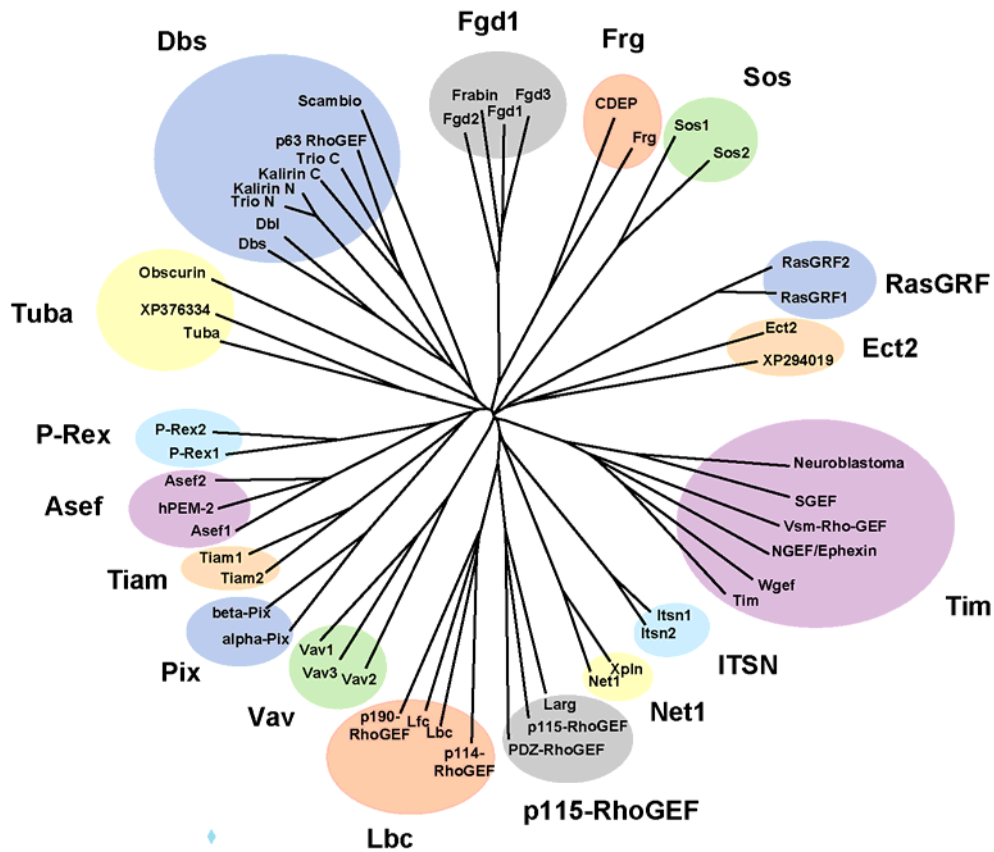 Dbs
Scambio
p63 RhoGEF
Trio C
Kalirin C
Kalirin N
Trio N
Dbl
Dbs
Fgd1
Frabin
Fgd3
Fgd1
Fgd2
Frg
CDEP
Frg
Sos
Sos1
Sos2
RasGRF2
RasGRF1
RasGRF
Ect2
XP294019
Ect2
Neuroblastoma
SGEF
Vsm-Rho-GEF
NGEF/Ephexin
Wgef
Tim
Tim
Itsn1
Itsn2
ITSN
Xpln
Net1
Net1
Larg
p115-RhoGEF
PDZ-RhoGEF
p115-RhoGEF
p190-
RhoGEF
Lfc
Lbc
p114-
RhoGEF
Lbc
Vav1
Vav3
Vav2
Vav
beta-Pix
alpha-Pix
Pix
Tiam1
Tiam2
Tiam
Asef2
hPEM-2
Asef1
Asef
P-Rex2
P-Rex1
P-Rex
Obscurin
XP376334
Tuba
Tuba